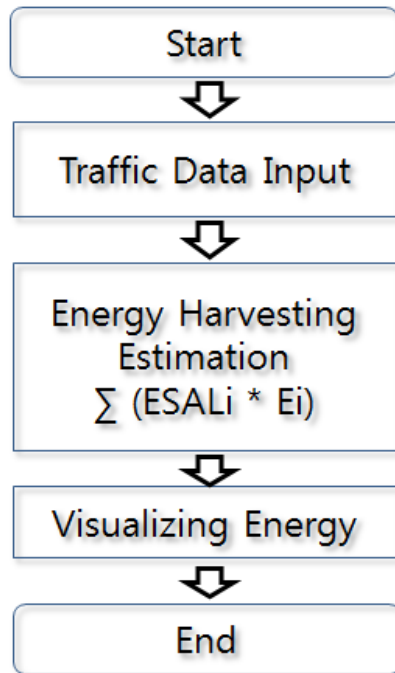 Start
Traffic Data Input
Energy Harvesting
Estimation
∑ (ESALi * Ei)
Visualizing Energy
End